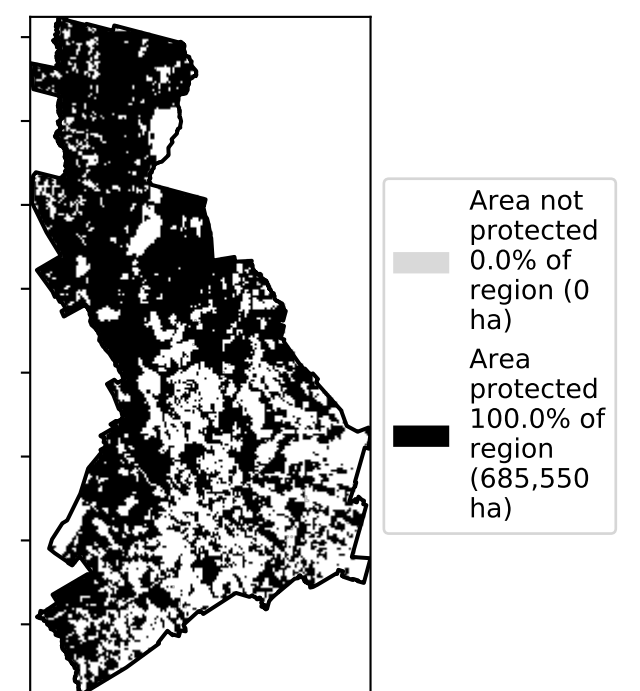 Area not
protected
0.0% of
region (0
ha)
Area
protected
100.0% of
region
(685,550
ha)